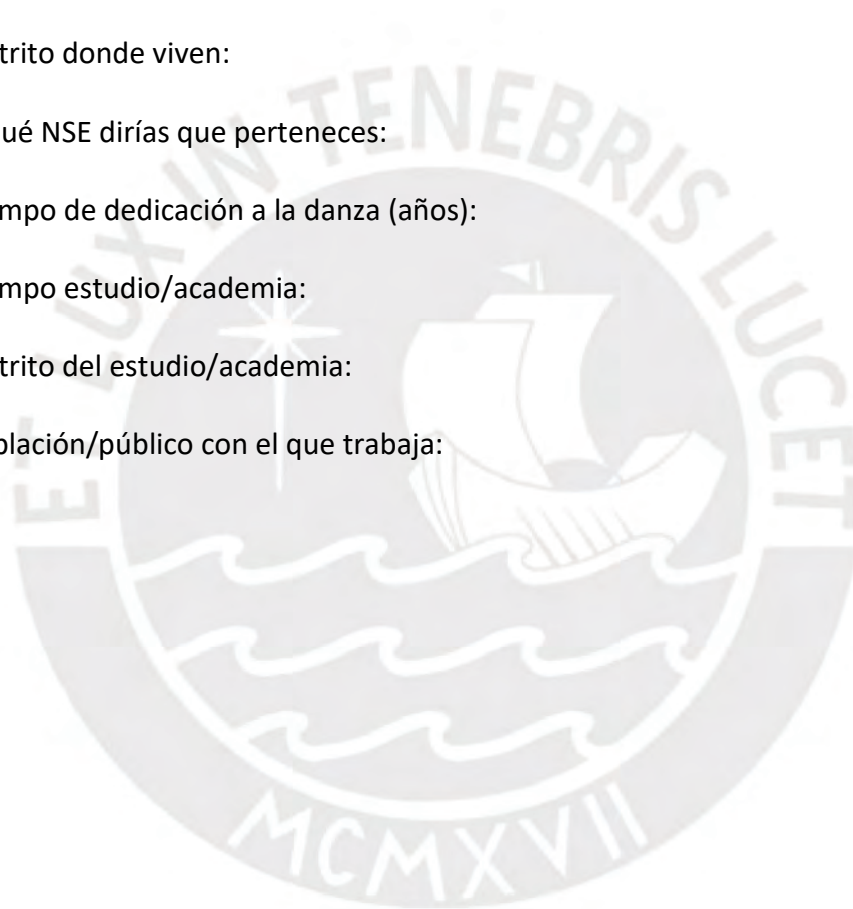 trito donde viven:
ué NSE dirías que perteneces:
mpo de dedicación a la danza (años):
mpo estudio/academia:
trito del estudio/academia:
blación/público con el que trabaja:
ET LUX IN TENEBRIS LUCET
MCMXVII